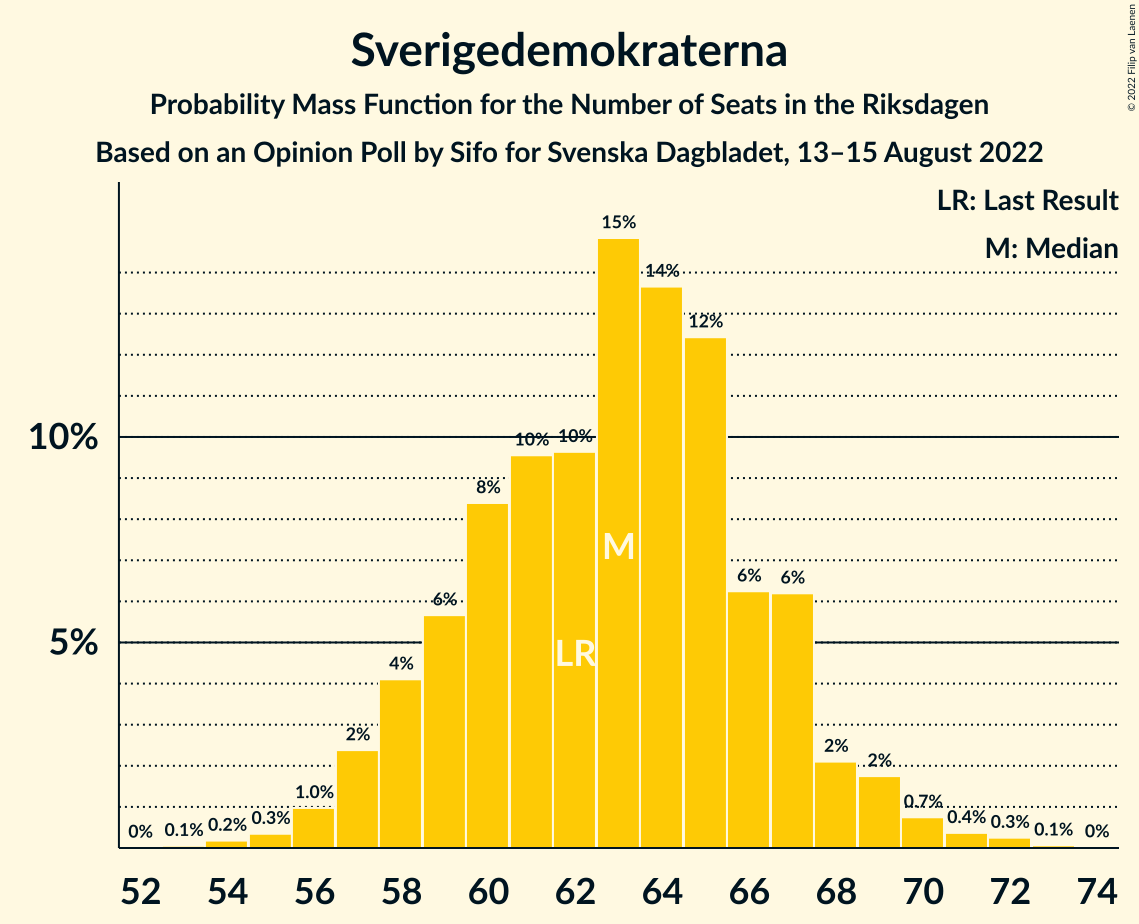 Sverigedemokraterna
Probability Mass Function for the Number of Seats in the Riksdagen
Based on an Opinion Poll by Sifo for Svenska Dagbladet, 13–15 August 2022
© 2022 Filip van Laenen
LR: Last Result
M: Median
15%
14%
12%
10%
10% 10%
8%
M
6% 6%
6%
5%
LR
4%
2%
2%
2%
1.0%
0.7%
0% 0.1% 0.2% 0.3% 0.4% 0.3% 0.1% 0%
52 54 56 58 60 62 64 66 68 70 72 74